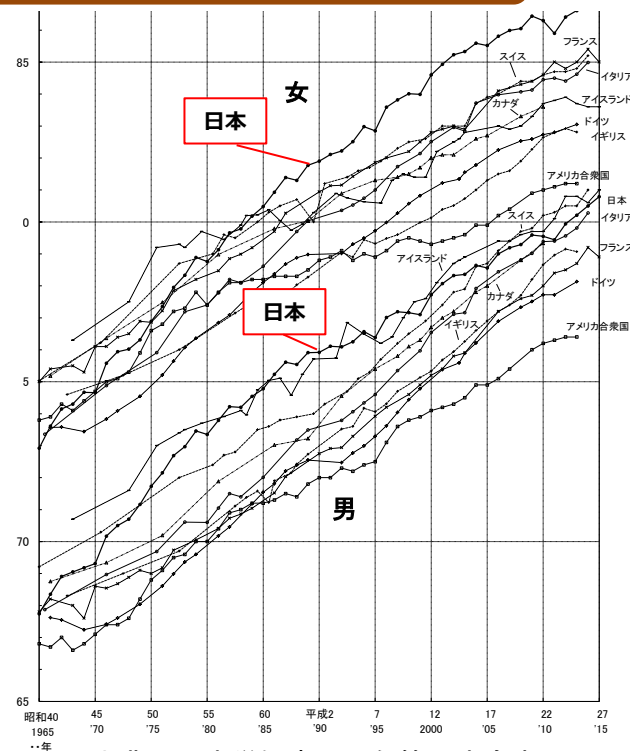 フランス
スイス
85
女
イタリア
カナダ
アイスランド
日本
ドイツ
イギリス
アメリカ合衆国
日本
0
スイス
イタリア
アイスランド
フランス
日本
カナダ
ドイツ
イギリス
アメリカ合衆国
5
男
70
65
昭和40 45 50 55 60 平成2 7 12 17 22 27
1965 '70 '75 '80 '85 '90 '95 2000 '05 '10 '15
‥年